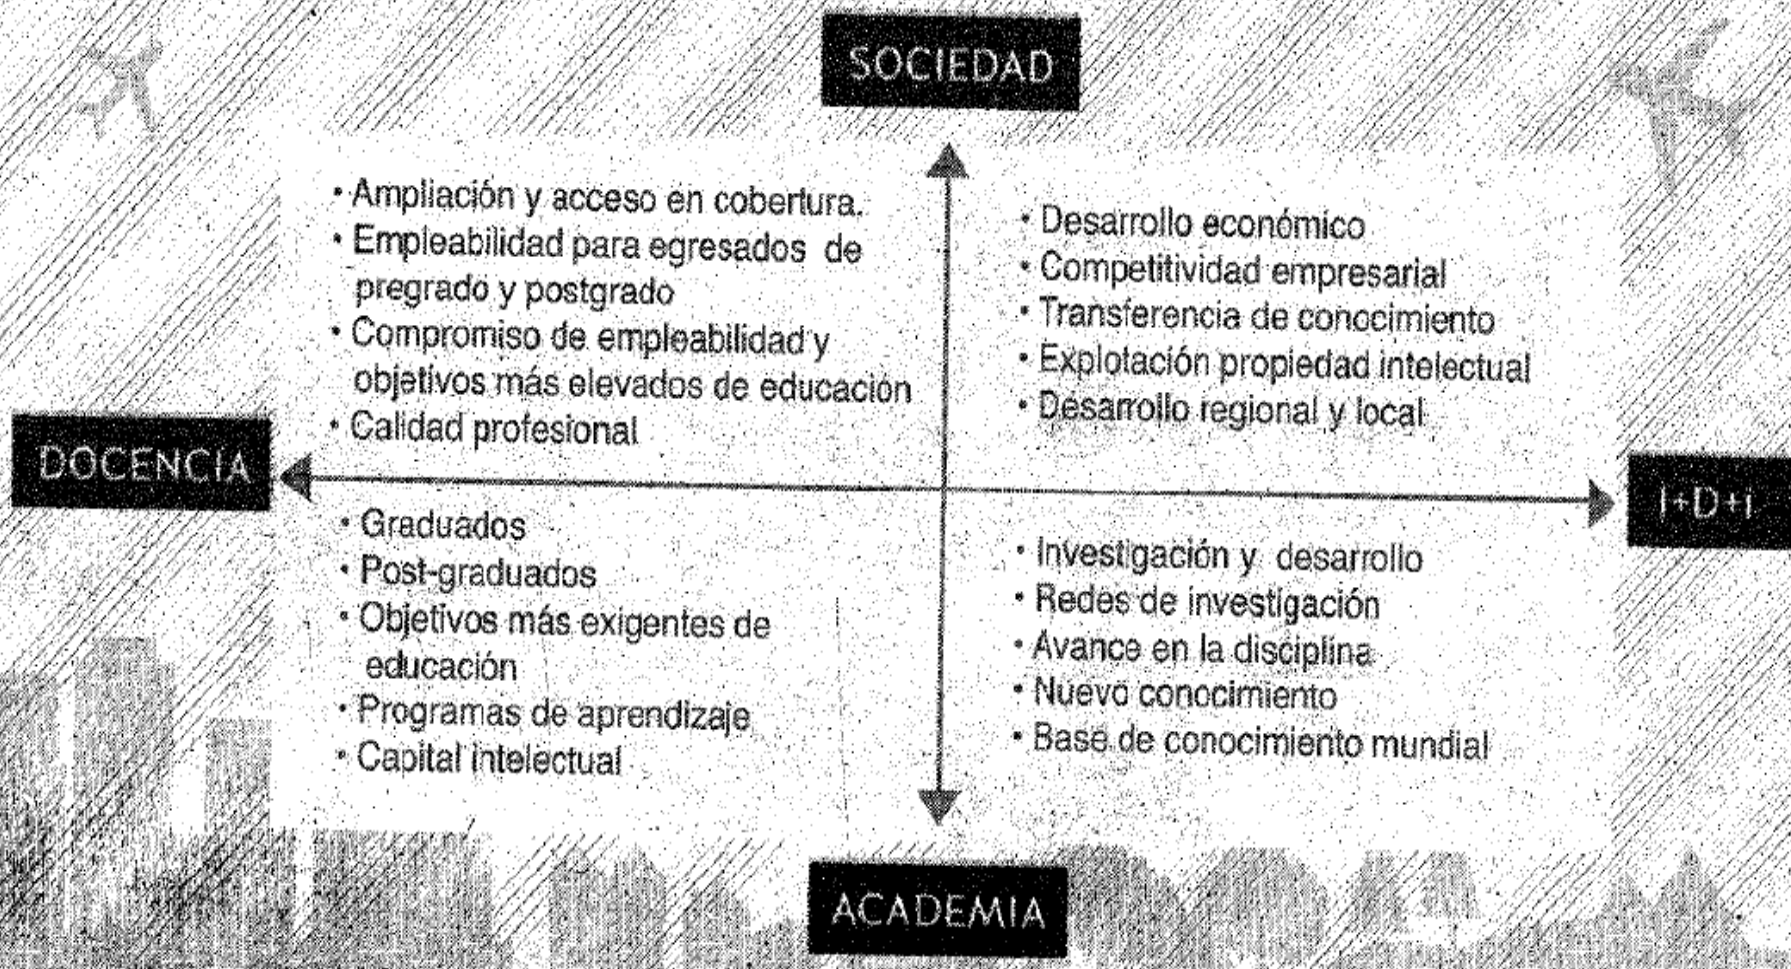 SOCIEDAD
• Ampliación y acceso en cobertura.
• Empleabilidad para egresados de
pregrado y postgrado
• Compromiso de empleabilidad y
objetivos más elevados de educación
• Calidad profesional
• Desarrollo económico
• Competitividad empresarial
• Transferencia de conocimiento
• Explotación propiedad intelectual
• Desarrollo regional y local
DOCENCIA
I+D+I
• Graduados
• Post-graduados
• Objetivos más exigentes de
educación
• Programas de aprendizaje
• Capital intelectual
• Investigación y desarrollo
• Redes de investigación
• Avance en la disciplina
• Nuevo conocimiento
• Base de conocimiento mundial
ACADEMIA